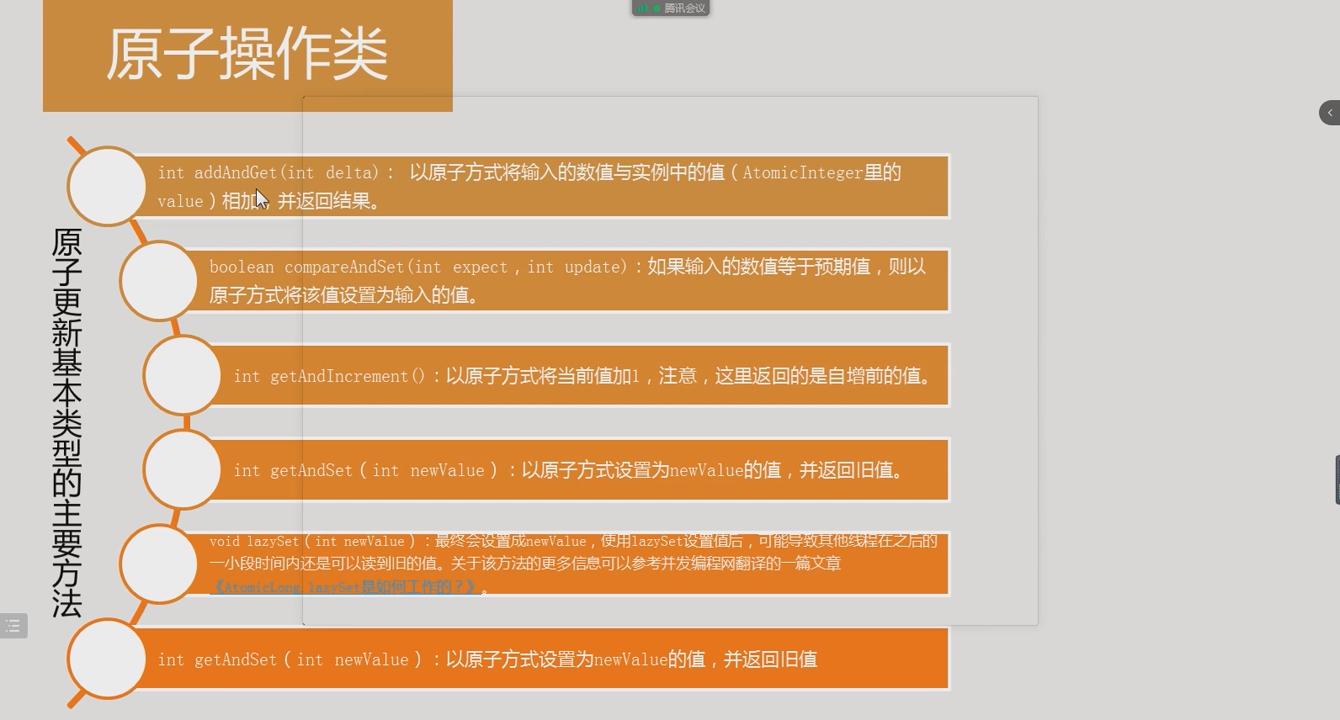 腾讯会议
原子操作类
原子更新基本类型的主要方法
int addAndGet(int delta)： 以原子方式将输入的数值与实例中的值（AtomicInteger里的
value）相加，并返回结果。
boolean compareAndSet(int expect，int update)：如果输入的数值等于预期值，则以
原子方式将该值设置为输入的值。
int getAndIncrement()：以原子方式将当前值加1，注意，这里返回的是自增前的值。
int getAndSet（int newValue）：以原子方式设置为newValue的值，并返回旧值。
void lazySet（int newValue）：最终会设置成newValue，使用lazySet设置值后，可能导致其他线程在之后的
一小段时间内还是可以读到旧的值。关于该方法的更多信息可以参考并发编程网翻译的一篇文章
《AtomicLong.lazySet是如何工作的？》。
int getAndSet（int newValue）：以原子方式设置为newValue的值，并返回旧值